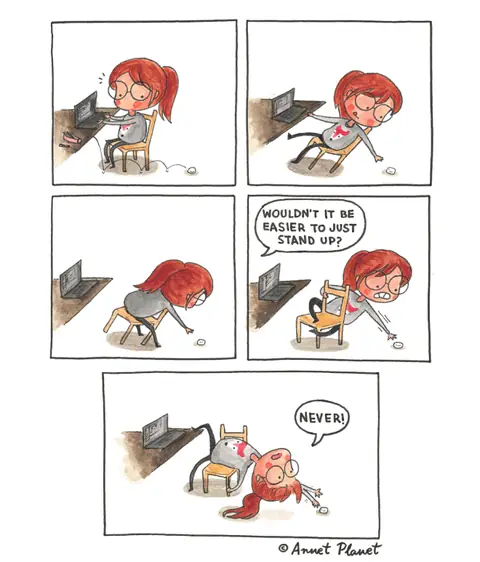 WOULDN'T IT BE
EASIER TO JUST
STAND UP?
NEVER!
© Annet Planet